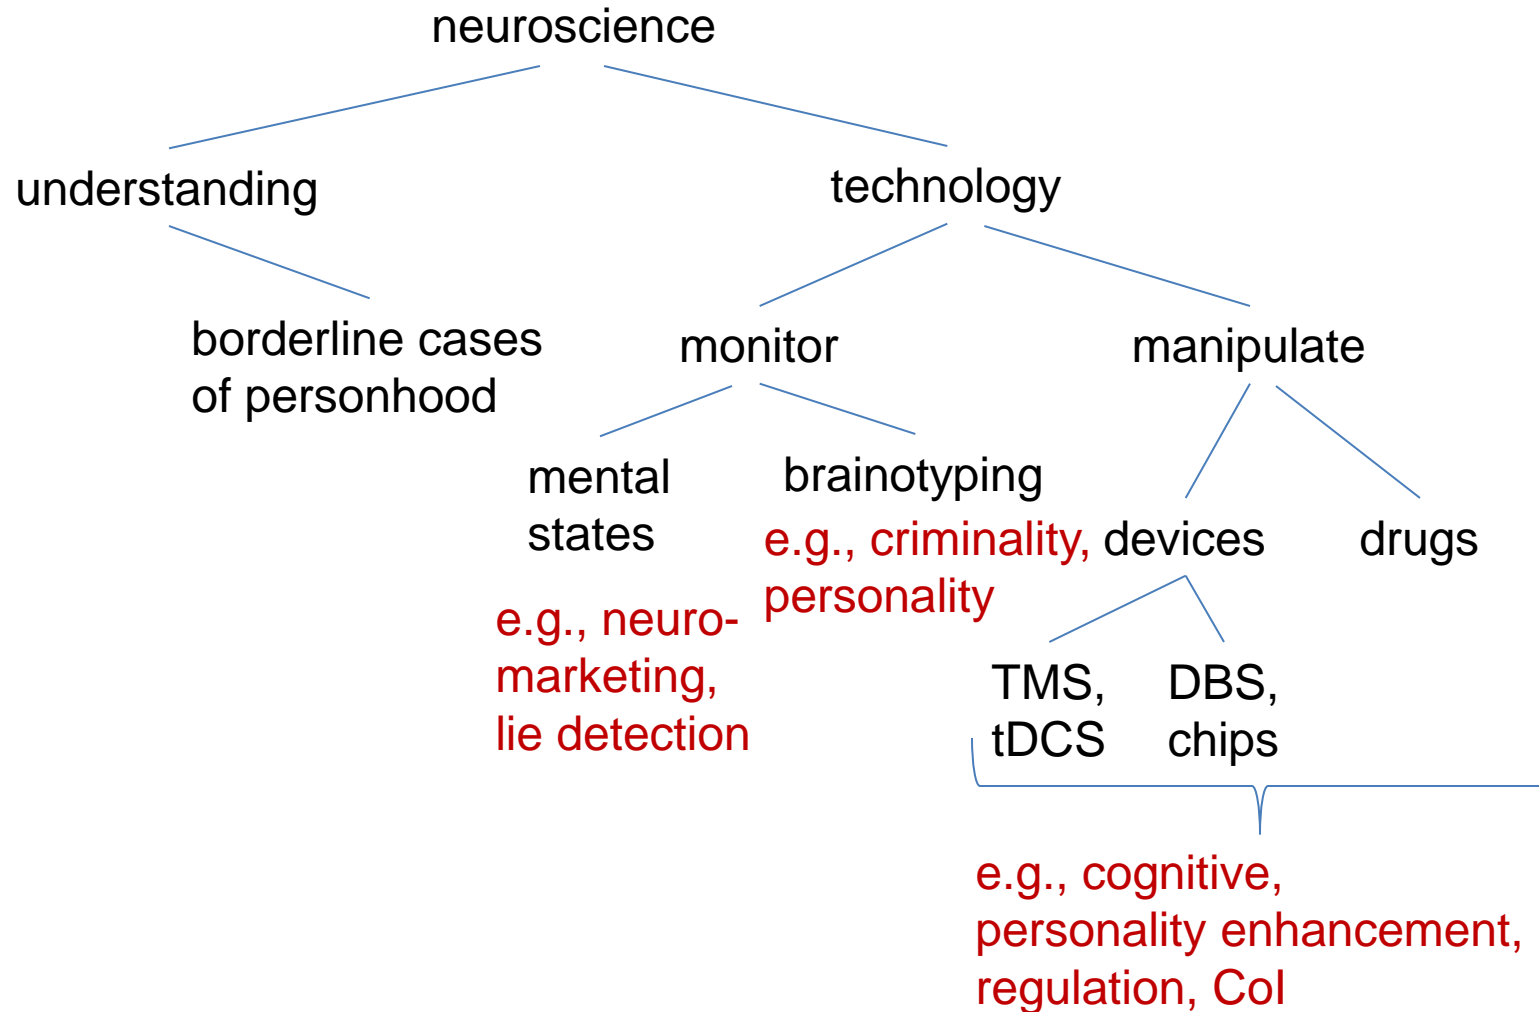 neuroscience
understanding
technology
borderline cases
of personhood
monitor
manipulate
mental
states
e.g., neuro-
marketing,
lie detection
brainotyping
e.g., criminality,
personality
devices
drugs
TMS,
tDCS
DBS,
chips
e.g., cognitive,
personality enhancement,
regulation, CoI